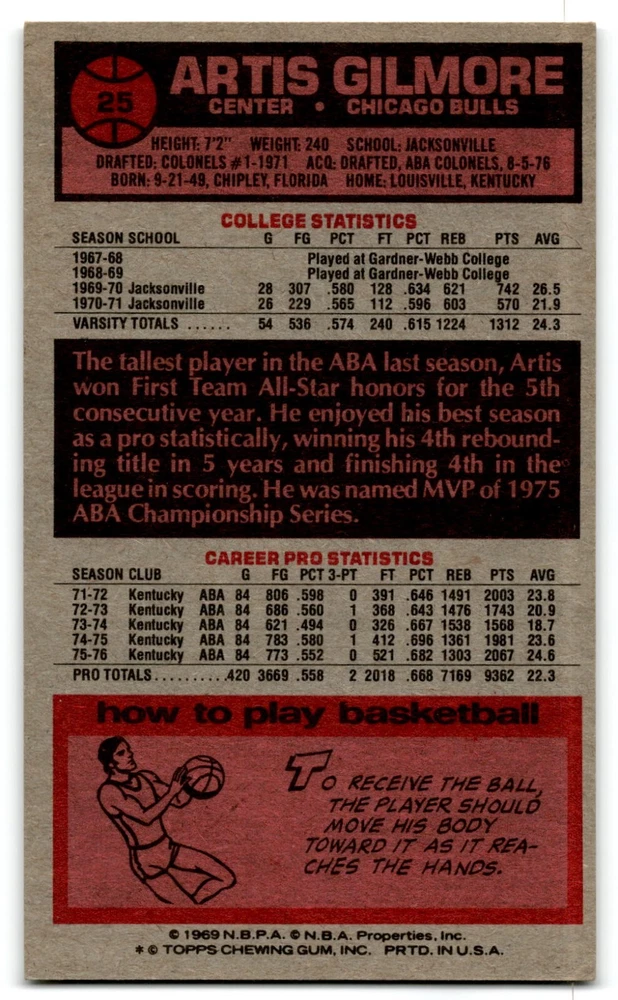 25
ARTIS GILMORE
CENTER • CHICAGO BULLS
HEIGHT: 7'2" WEIGHT: 240 SCHOOL: JACKSONVILLE
DRAFTED: COLONELS #1-1971 ACQ: DRAFTED, ABA COLONELS, 8-5-76
BORN: 9-21-49, CHIPLEY, FLORIDA HOME: LOUISVILLE, KENTUCKY
COLLEGE STATISTICS
SEASON SCHOOL G FG PCT FT PCT REB PTS AVG
1967-68 Played at Gardner-Webb College
1968-69 Played at Gardner-Webb College
1969-70 Jacksonville 28 307 .580 128 .634 621 742 26.5
1970-71 Jacksonville 26 229 .565 112 .596 603 570 21.9
VARSITY TOTALS ...... 54 536 .574 240 .615 1224 1312 24.3
The tallest player in the ABA last season, Artis
won First Team All-Star honors for the 5th
consecutive year. He enjoyed his best season
as a pro statistically, winning his 4th rebound-
ing title in 5 years and finishing 4th in the
league in scoring. He was named MVP of 1975
ABA Championship Series.
CAREER PRO STATISTICS
SEASON CLUB G FG PCT 3-PT FT PCT REB PTS AVG
71-72 Kentucky ABA 84 806 .598 0 391 .646 1491 2003 23.8
72-73 Kentucky ABA 84 686 .560 1 368 .643 1476 1743 20.9
73-74 Kentucky ABA 84 621 .494 0 326 .667 1538 1568 18.7
74-75 Kentucky ABA 84 783 .580 1 412 .696 1361 1981 23.6
75-76 Kentucky ABA 84 773 .552 0 521 .682 1303 2067 24.6
PRO TOTALS..........420 3669 .558 2 2018 .668 7169 9362 22.3
how to play basketball
TO RECEIVE THE BALL,
THE PLAYER SHOULD
MOVE HIS BODY
TOWARD IT AS IT REA-
CHES THE HANDS.
© 1969 N.B.P.A. © N.B.A. Properties, Inc.
* © TOPPS CHEWING GUM, INC. PRTD. IN U.S.A.